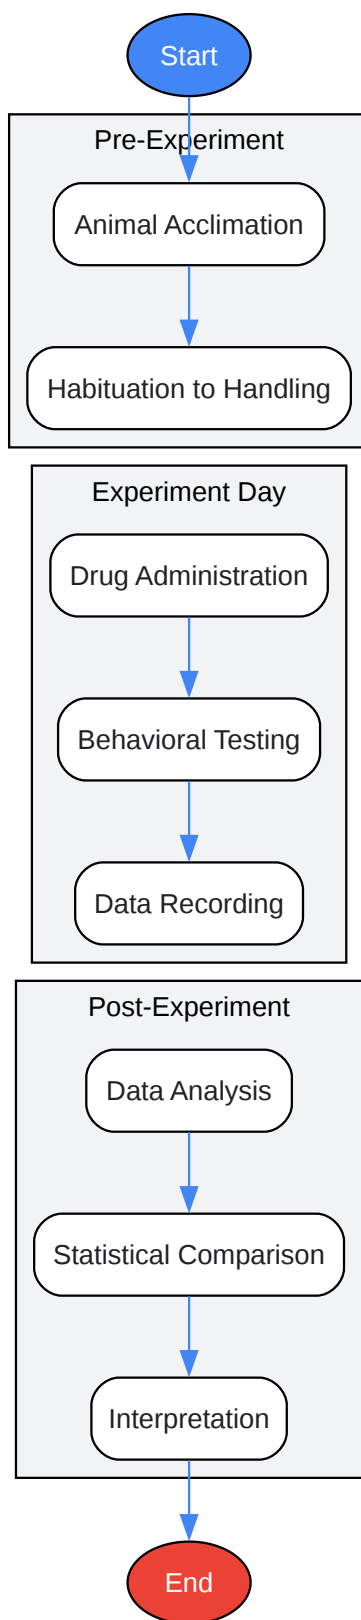 Start
Pre-Experiment
Animal Acclimation
Habituation to Handling
Experiment Day
Drug Administration
Behavioral Testing
Data Recording
Post-Experiment
Data Analysis
Statistical Comparison
Interpretation
End